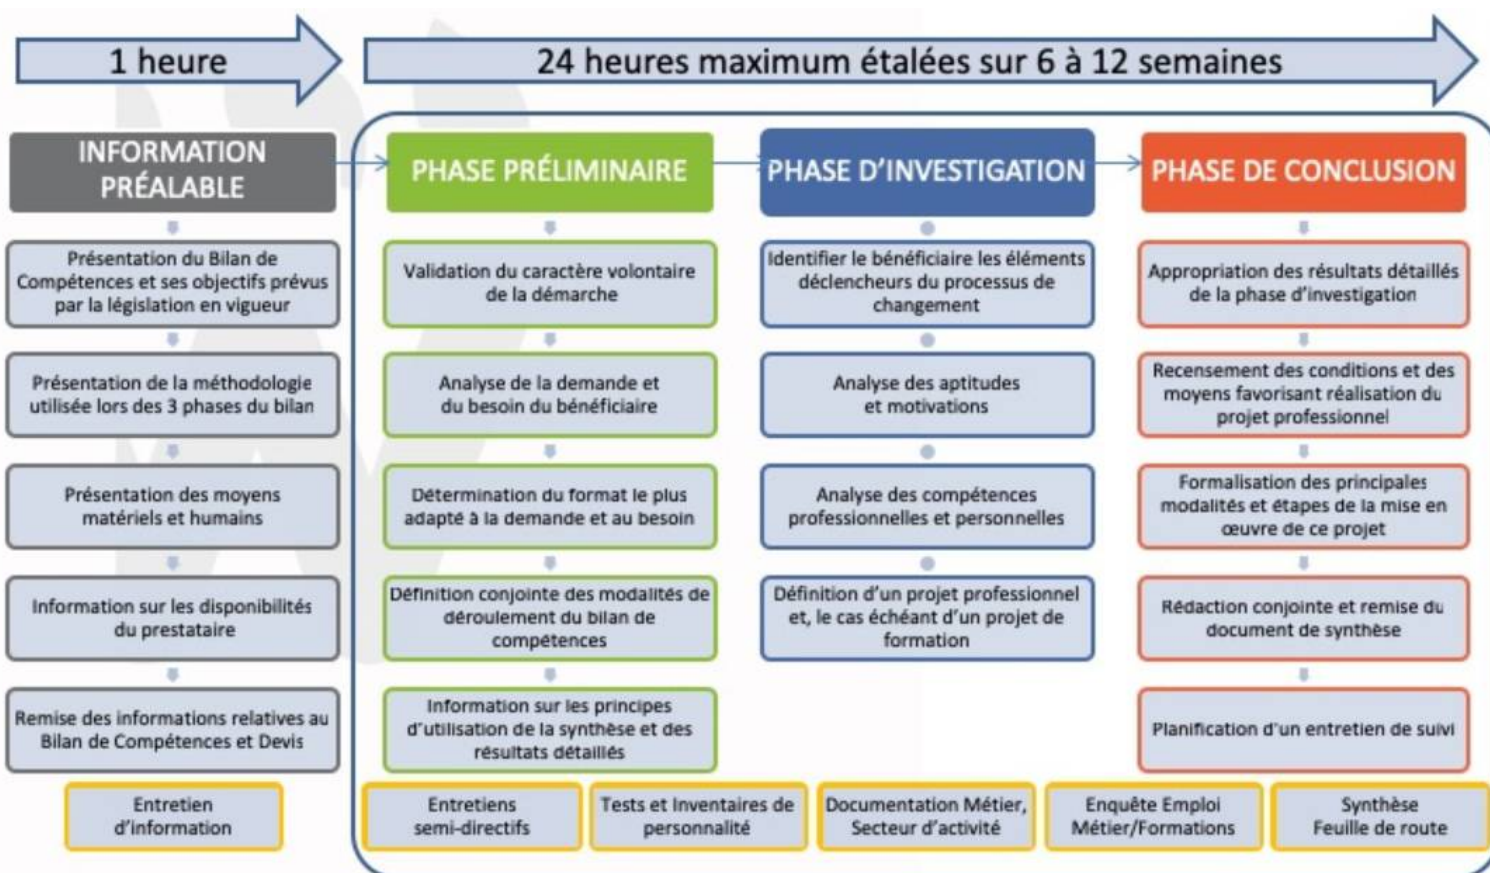 1 heure
24 heures maximum étalées sur 6 à 12 semaines
INFORMATION
PRÉALABLE
Présentation du Bilan de
Compétences et ses objectifs prévus
par la législation en vigueur
Présentation de la méthodologie
utilisée lors des 3 phases du bilan
Présentation des moyens
matériels et humains
Information sur les disponibilités
du prestataire
Remise des informations relatives au
Bilan de Compétences et Devis
Entretien
d'information
PHASE PRÉLIMINAIRE
Validation du caractère volontaire
de la démarche
Analyse de la demande et
du besoin du bénéficiaire
Détermination du format le plus
adapté à la demande et au besoin
Définition conjointe des modalités de
déroulement du bilan de
compétences
Information sur les principes
d'utilisation de la synthèse et des
résultats détaillés
PHASE D'INVESTIGATION
Identifier le bénéficiaire les éléments
déclencheurs du processus de
changement
Analyse des aptitudes
et motivations
Analyse des compétences
professionnelles et personnelles
Définition d'un projet professionnel
et, le cas échéant d'un projet de
formation
PHASE DE CONCLUSION
Appropriation des résultats détaillés
de la phase d'investigation
Recensement des conditions et des
moyens favorisant réalisation du
projet professionnel
Formalisation des principales
modalités et étapes de la mise en
œuvre de ce projet
Rédaction conjointe et remise du
document de synthèse
Planification d'un entretien de suivi
Entretiens
semi-directifs
Tests et Inventaires de
personnalité
Documentation Métier,
Secteur d'activité
Enquête Emploi
Métier/Formations
Synthèse
Feuille de route